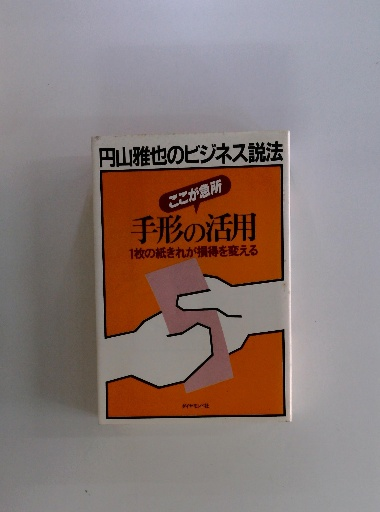 円山雅也のビジネス説法
ここが急所
手形の活用
1枚の紙きれが損得を変える
ダイヤモンド社